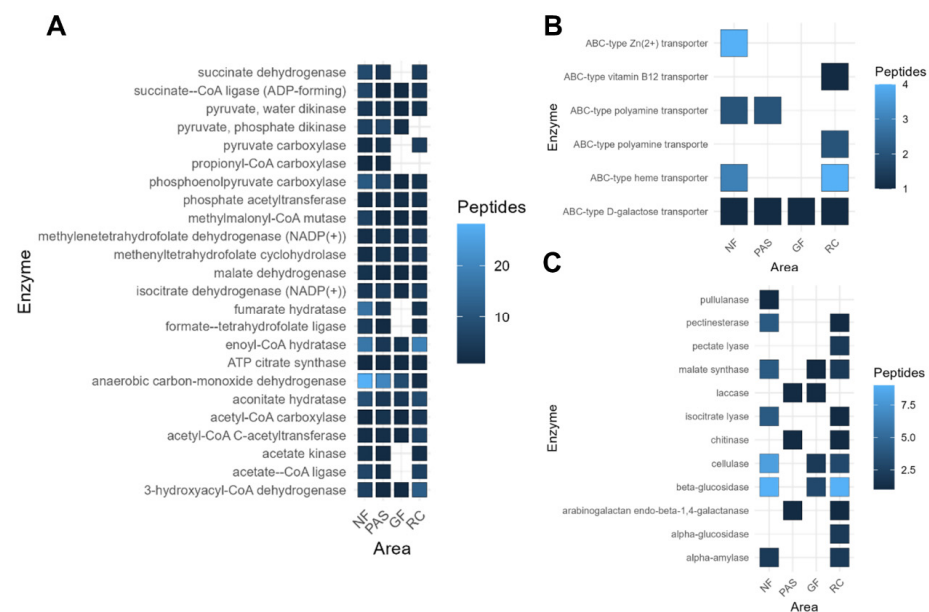 A
succinate dehydrogenase
succinate--CoA ligase (ADP-forming)
pyruvate, water dikinase
pyruvate, phosphate dikinase
pyruvate carboxylase
propionyl-CoA carboxylase
phosphoenolpyruvate carboxylase
phosphate acetyltransferase
methylmalonyl-CoA mutase
methylenetetrahydrofolate dehydrogenase (NADP(+))
methenyltetrahydrofolate cyclohydrolase
malate dehydrogenase
isocitrate dehydrogenase (NADP(+))
fumarate hydratase
formate--tetrahydrofolate ligase
enoyl-CoA hydratase
ATP citrate synthase
anaerobic carbon-monoxide dehydrogenase
aconitate hydratase
acetyl-CoA carboxylase
acetyl-CoA C-acetyltransferase
acetate kinase
acetate--CoA ligase
3-hydroxyacyl-CoA dehydrogenase
Enzyme
NF PAS GF RC
Area
Peptides
20
10
B
ABC-type Zn(2+) transporter
ABC-type vitamin B12 transporter
ABC-type polyamine transporter
ABC-type polyamine transporte
ABC-type heme transporter
ABC-type D-galactose transporter
Enzyme
NF PAS GF RC
Area
Peptides
4
3
2
1
C
pullulanase
pectinesterase
pectate lyase
malate synthase
laccase
isocitrate lyase
chitinase
cellulase
beta-glucosidase
arabinogalactan endo-beta-1,4-galactanase
alpha-glucosidase
alpha-amylase
Enzyme
NF PAS GF RC
Area
Peptides
7.5
5.0
2.5